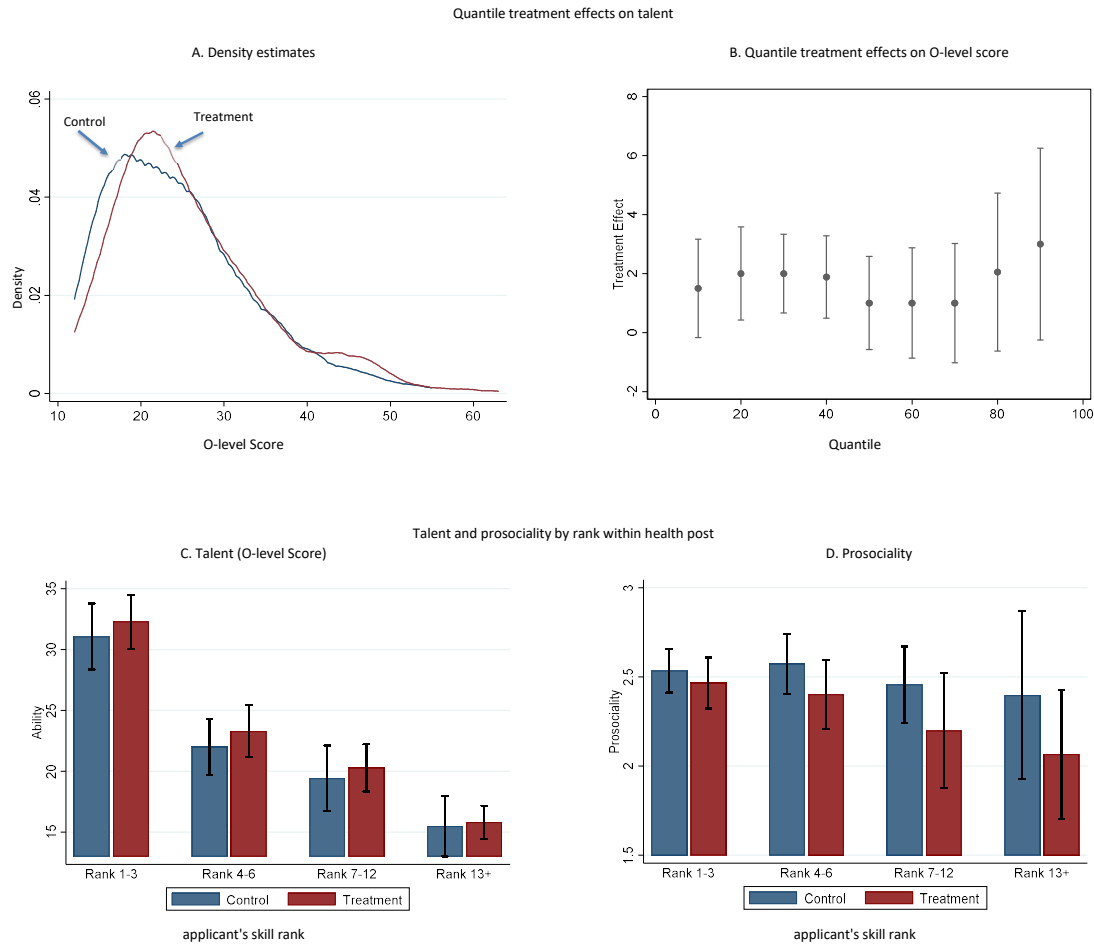 Quantile treatment effects on talent
A. Density estimates
Control
Treatment
Density
0
.02
.04
.06
10 20 30 40 50 60
O-level Score
B. Quantile treatment effects on O-level score
Treatment Effect
-2
0
2
4
6
8
0 20 40 60 80 100
Quantile
Talent and prosociality by rank within health post
C. Talent (O-level Score)
Ability
15
20
25
30
35
Rank 1-3 Rank 4-6 Rank 7-12 Rank 13+
Control Treatment
applicant's skill rank
D. Prosociality
Prosociality
1.5
2
2.5
3
Rank 1-3 Rank 4-6 Rank 7-12 Rank 13+
Control Treatment
applicant's skill rank